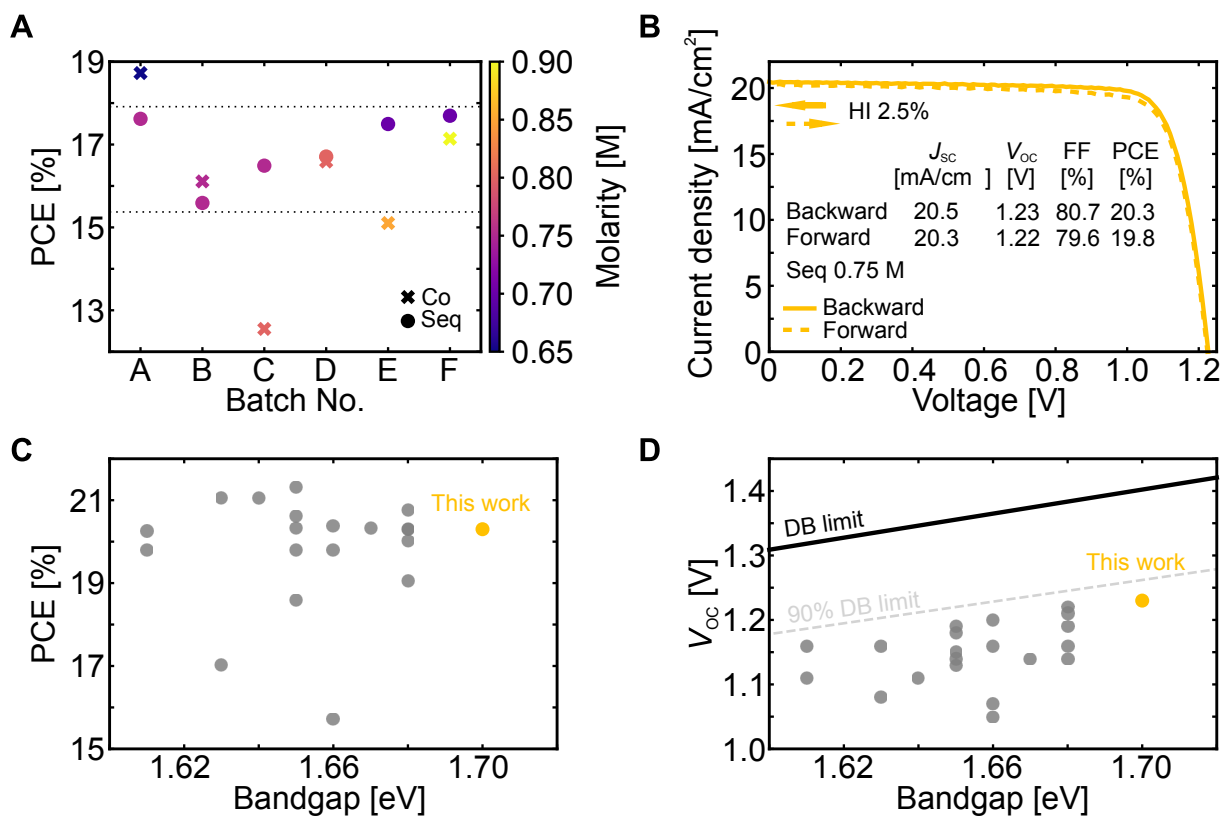 A
PCE [%]
19
17
15
13
A B C D E F
Batch No.
Co
Seq
0.90
0.85
0.80
0.75
0.70
0.65
Molarity [M]
B
Current density [mA/cm²]
20
15
10
5
0
0 0.2 0.4 0.6 0.8 1.0 1.2
Voltage [V]
HI 2.5%
JSC VOC FF PCE
[mA/cm ] [V] [%] [%]
Backward 20.5 1.23 80.7 20.3
Forward 20.3 1.22 79.6 19.8
Seq 0.75 M
Backward
Forward
C
PCE [%]
21
19
17
15
1.62 1.66 1.70
Bandgap [eV]
This work
D
VOC [V]
1.4
1.3
1.2
1.1
1.0
1.62 1.66 1.70
Bandgap [eV]
DB limit
This work
90% DB limit